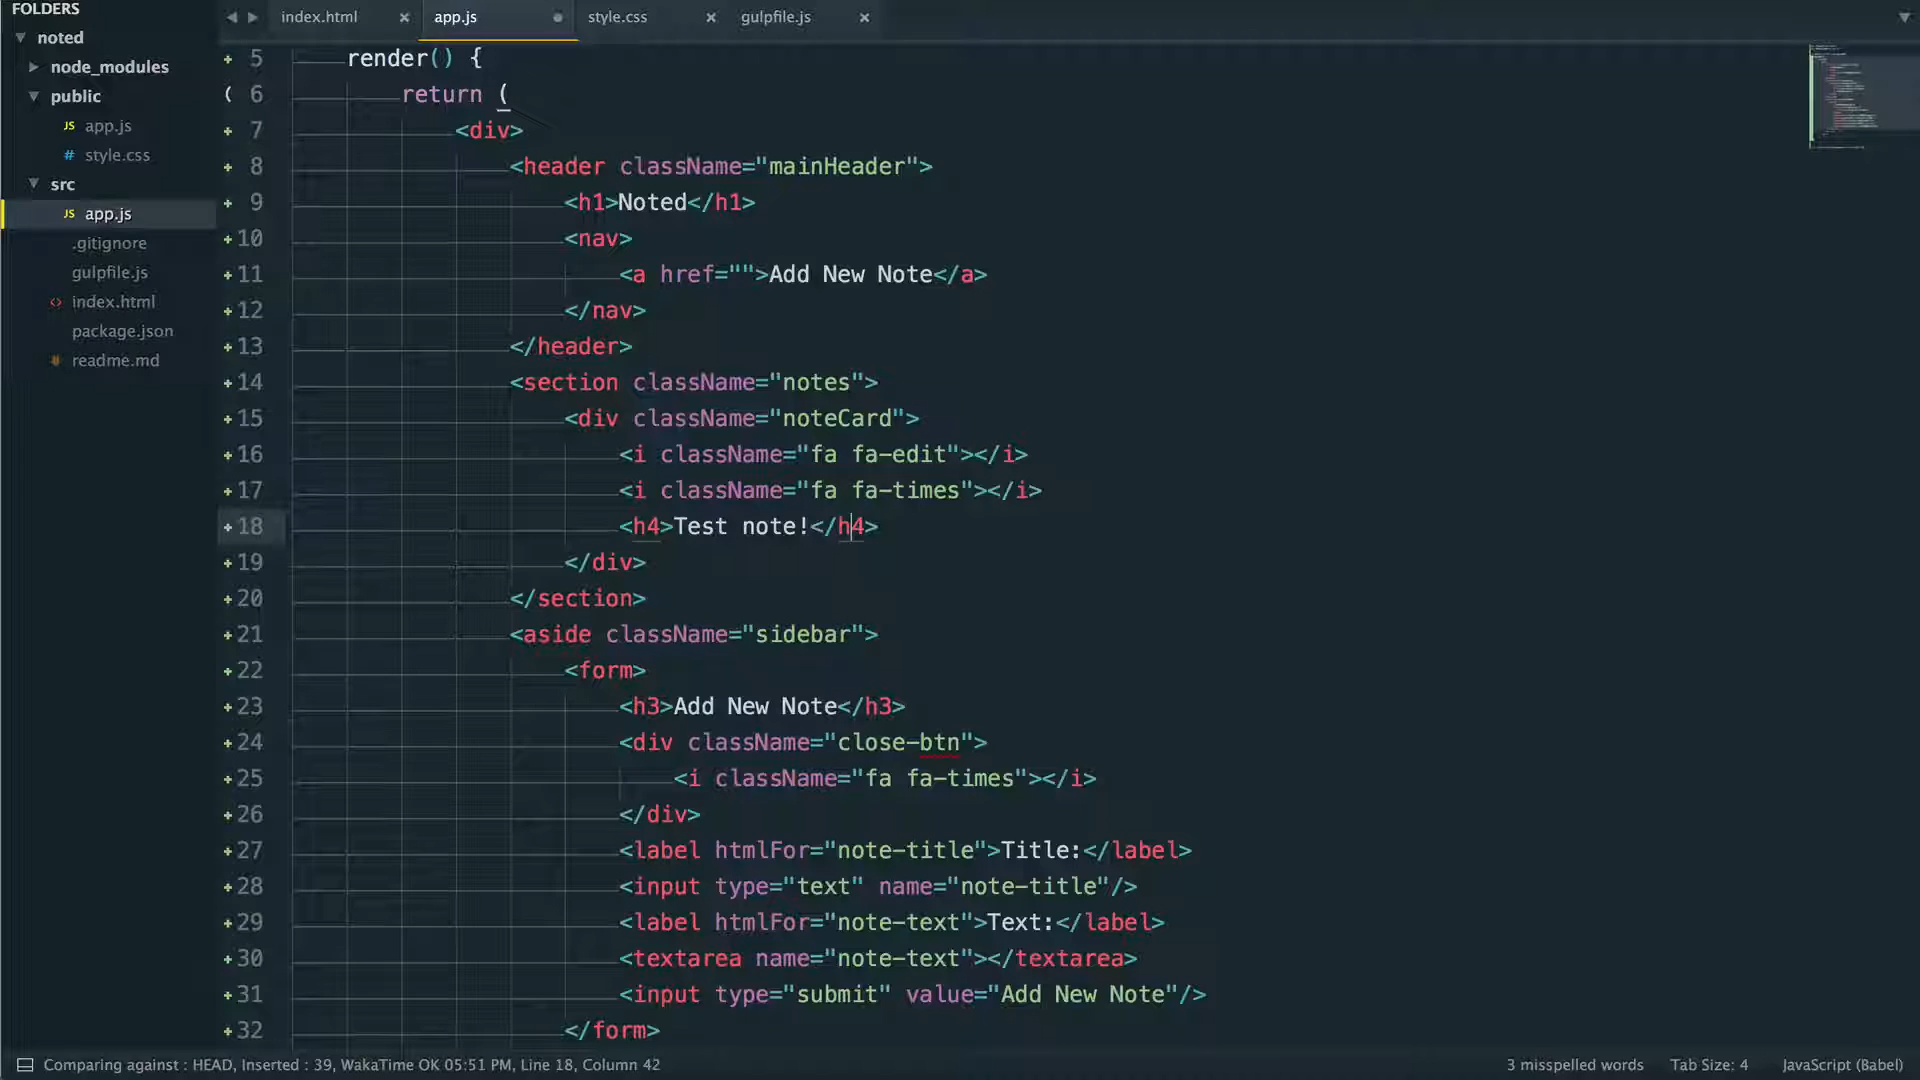 FOLDERS
noted
node_modules
public
app.js
style.css
src
app.js
.gitignore
gulpfile.js
index.html
package.json
readme.md
index.html
app.js
style.css
gulpfile.js
5 render() {
( 6 return (
7 <div>
8 <header className="mainHeader">
9 <h1>Noted</h1>
10 <nav>
11 <a href="">Add New Note</a>
12 </nav>
13 </header>
14 <section className="notes">
15 <div className="noteCard">
16 <i className="fa fa-edit"></i>
17 <i className="fa fa-times"></i>
18 <h4>Test note!</h4>
19 </div>
20 </section>
21 <aside className="sidebar">
22 <form>
23 <h3>Add New Note</h3>
24 <div className="close-btn">
25 <i className="fa fa-times"></i>
26 </div>
27 <label htmlFor="note-title">Title:</label>
28 <input type="text" name="note-title"/>
29 <label htmlFor="note-text">Text:</label>
30 <textarea name="note-text"></textarea>
31 <input type="submit" value="Add New Note"/>
32 </form>
Comparing against : HEAD, Inserted : 39, WakaTime OK 05:51 PM, Line 18, Column 42
3 misspelled words
Tab Size: 4
JavaScript (Babel)